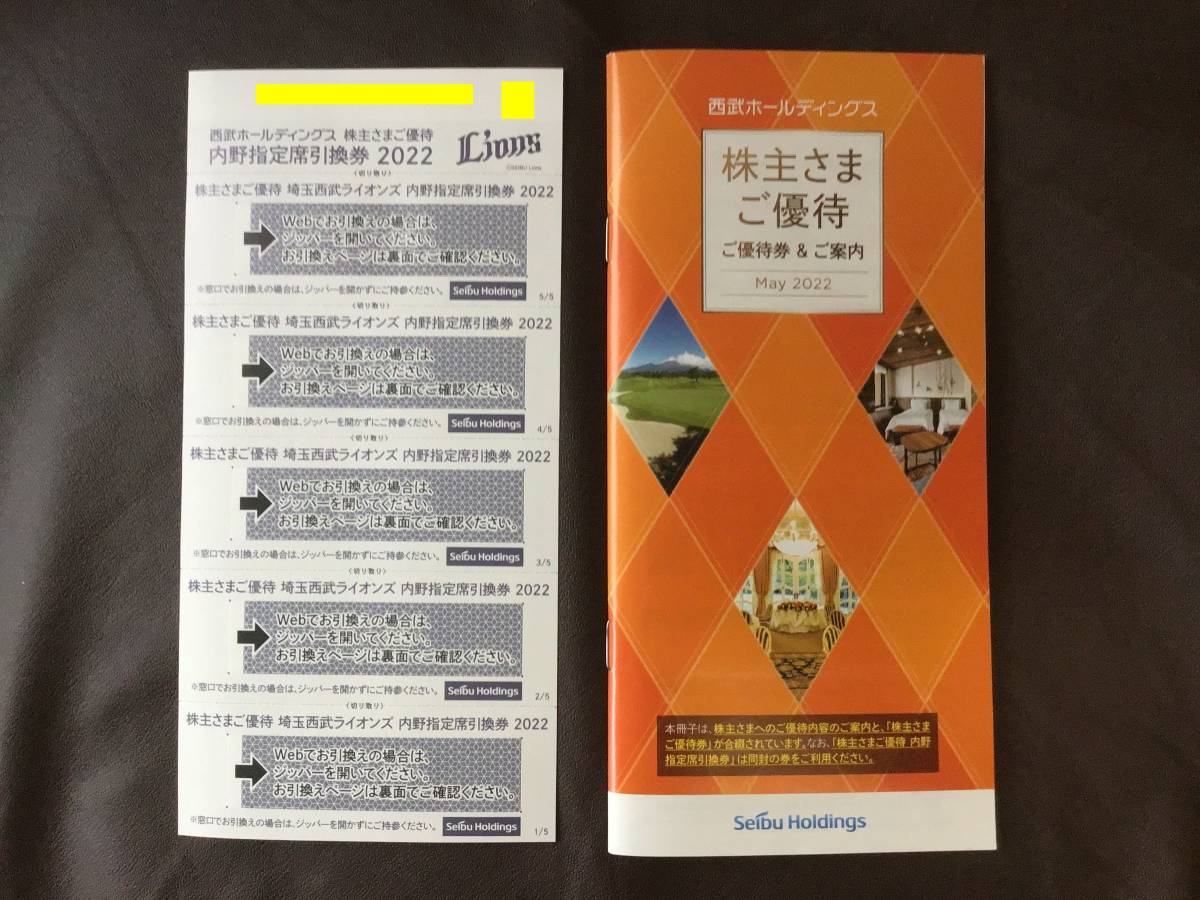 西武ホールディングス 株主さまご優待
内野指定席引換券 2022
Lions
©SEIBU Lions
〈切り取り〉
株主さまご優待 埼玉西武ライオンズ 内野指定席引換券 2022
Webでお引換えの場合は、
ジッパーを開いてください。
お引換えページは裏面でご確認ください。
※窓口でお引換えの場合は、ジッパーを開かずにご持参ください。
Seibu Holdings
5/5
〈切り取り〉
株主さまご優待 埼玉西武ライオンズ 内野指定席引換券 2022
Webでお引換えの場合は、
ジッパーを開いてください。
お引換えページは裏面でご確認ください。
※窓口でお引換えの場合は、ジッパーを開かずにご持参ください。
Seibu Holdings
4/5
〈切り取り〉
株主さまご優待 埼玉西武ライオンズ 内野指定席引換券 2022
Webでお引換えの場合は、
ジッパーを開いてください。
お引換えページは裏面でご確認ください。
※窓口でお引換えの場合は、ジッパーを開かずにご持参ください。
Seibu Holdings
3/5
〈切り取り〉
株主さまご優待 埼玉西武ライオンズ 内野指定席引換券 2022
Webでお引換えの場合は、
ジッパーを開いてください。
お引換えページは裏面でご確認ください。
※窓口でお引換えの場合は、ジッパーを開かずにご持参ください。
Seibu Holdings
2/5
〈切り取り〉
株主さまご優待 埼玉西武ライオンズ 内野指定席引換券 2022
Webでお引換えの場合は、
ジッパーを開いてください。
お引換えページは裏面でご確認ください。
※窓口でお引換えの場合は、ジッパーを開かずにご持参ください。
Seibu Holdings
1/5
西武ホールディングス
株主さま
ご優待
ご優待券 & ご案内
May 2022
本冊子は、株主さまへのご優待内容のご案内と、「株主さま
ご優待券」が合綴されています。なお、「株主さまご優待 内野
指定席引換券」は同封の券をご利用ください。
Seibu Holdings